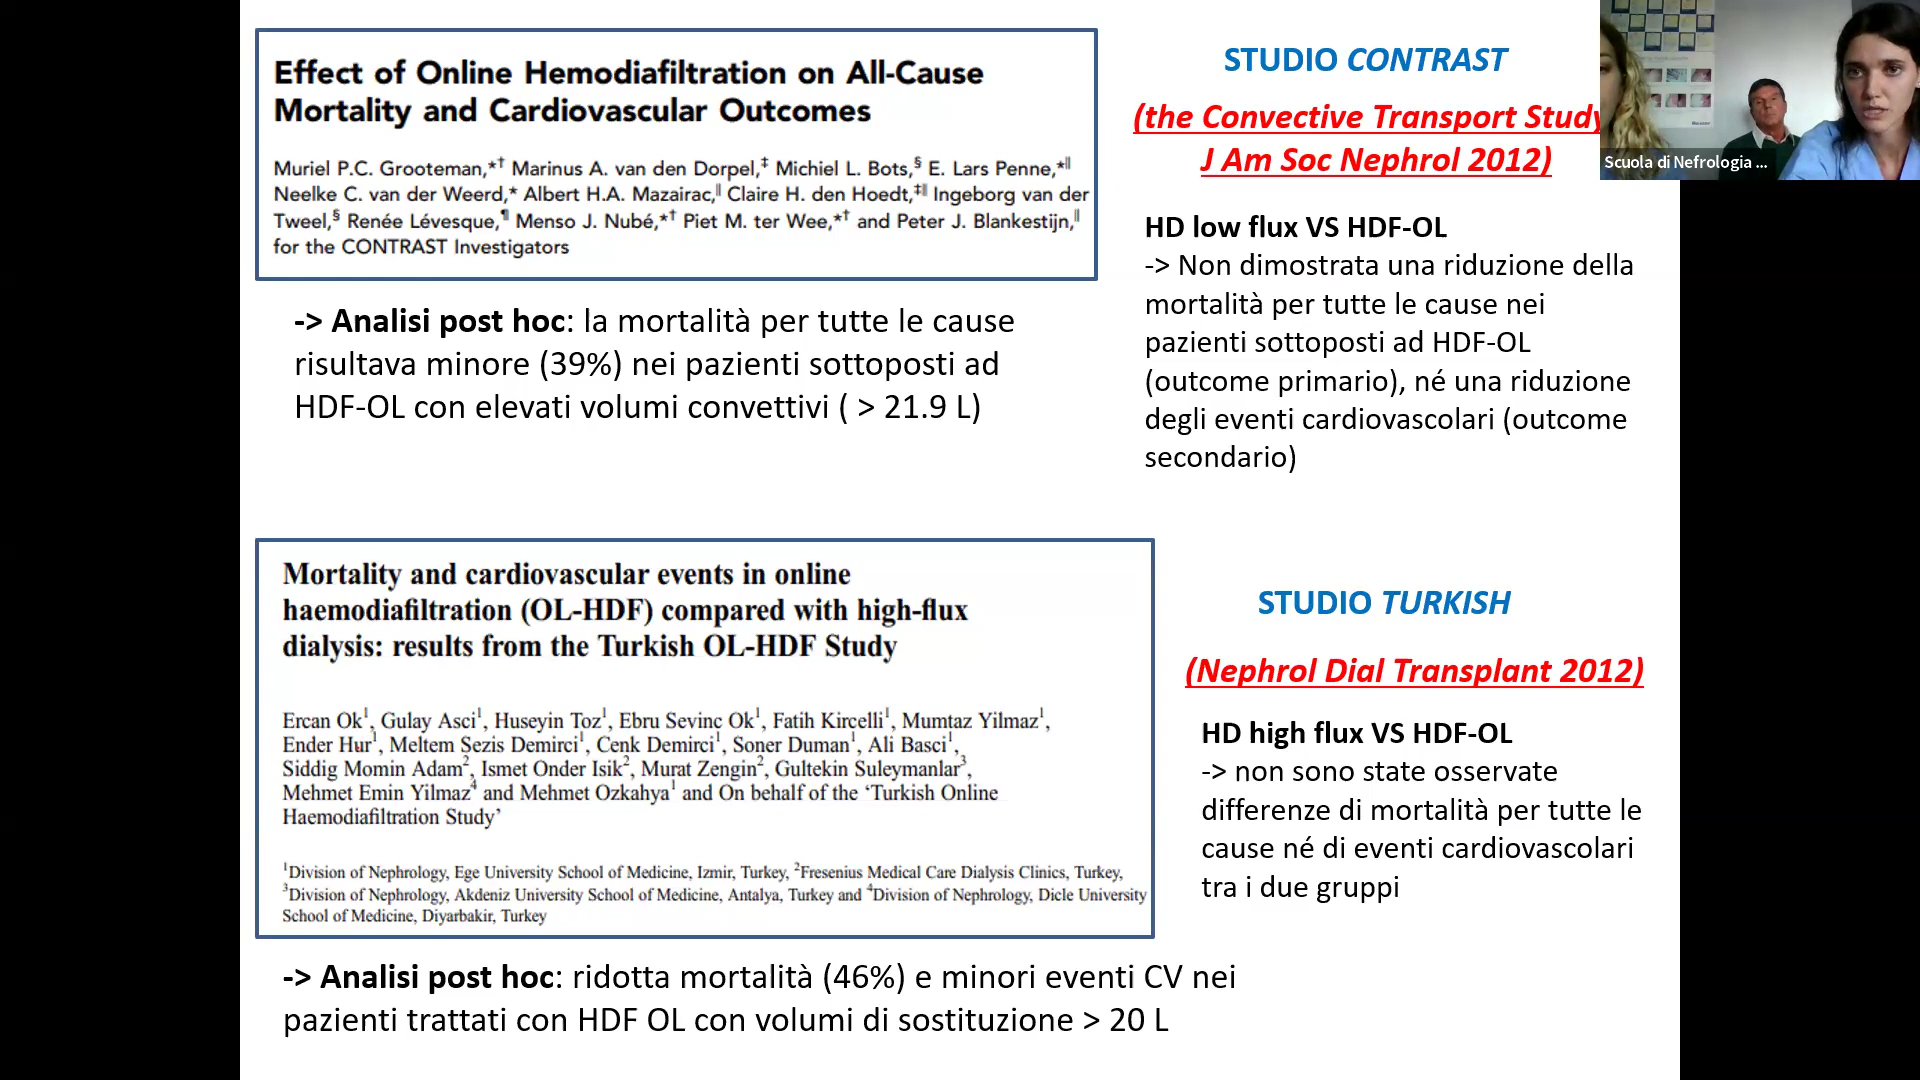 Effect of Online Hemodiafiltration on All-Cause
Mortality and Cardiovascular Outcomes
Muriel P.C. Grooteman,*† Marinus A. van den Dorpel,‡ Michiel L. Bots,§ E. Lars Penne,*‖
Neelke C. van der Weerd,* Albert H.A. Mazairac,‖ Claire H. den Hoedt,‡‖ Ingeborg van der
Tweel,§ Renée Lévesque,¶ Menso J. Nubé,*† Piet M. ter Wee,*† and Peter J. Blankestijn,‖
for the CONTRAST Investigators
-> Analisi post hoc: la mortalità per tutte le cause
risultava minore (39%) nei pazienti sottoposti ad
HDF-OL con elevati volumi convettivi ( > 21.9 L)
STUDIO CONTRAST
(the Convective Transport Study
J Am Soc Nephrol 2012)
HD low flux VS HDF-OL
-> Non dimostrata una riduzione della
mortalità per tutte le cause nei
pazienti sottoposti ad HDF-OL
(outcome primario), né una riduzione
degli eventi cardiovascolari (outcome
secondario)
Scuola di Nefrologia ...
Mortality and cardiovascular events in online
haemodiafiltration (OL-HDF) compared with high-flux
dialysis: results from the Turkish OL-HDF Study
Ercan Ok1, Gulay Asci1, Huseyin Toz1, Ebru Sevinc Ok1, Fatih Kircelli1, Mumtaz Yilmaz1,
Ender Hur1, Meltem Sezis Demirci1, Cenk Demirci1, Soner Duman1, Ali Basci1,
Siddig Momin Adam2, Ismet Onder Isik2, Murat Zengin2, Gultekin Suleymanlar3,
Mehmet Emin Yilmaz4 and Mehmet Ozkahya1 and On behalf of the ‘Turkish Online
Haemodiafiltration Study’
1Division of Nephrology, Ege University School of Medicine, Izmir, Turkey, 2Fresenius Medical Care Dialysis Clinics, Turkey,
3Division of Nephrology, Akdeniz University School of Medicine, Antalya, Turkey and 4Division of Nephrology, Dicle University
School of Medicine, Diyarbakir, Turkey
STUDIO TURKISH
(Nephrol Dial Transplant 2012)
HD high flux VS HDF-OL
-> non sono state osservate
differenze di mortalità per tutte le
cause né di eventi cardiovascolari
tra i due gruppi
-> Analisi post hoc: ridotta mortalità (46%) e minori eventi CV nei
pazienti trattati con HDF OL con volumi di sostituzione > 20 L